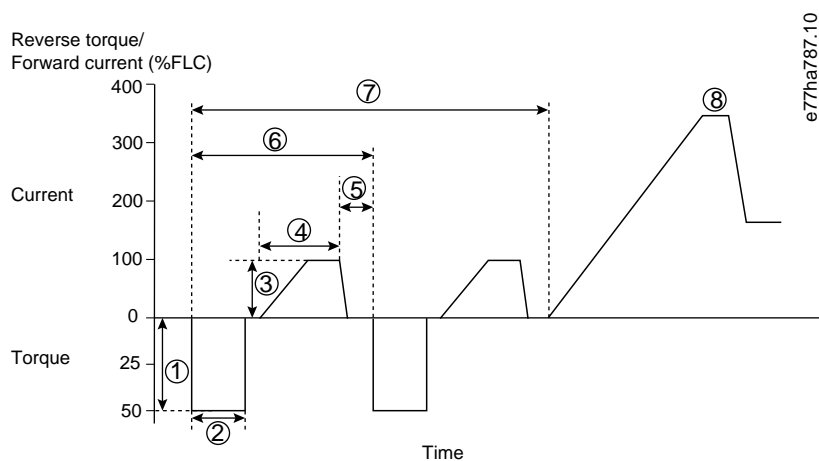 Reverse torque/
Forward current (%FLC)
e77ha787.10
400
⑦
⑧
300
⑥
Current
200
⑤
④
100
③
0
Torque
25
①
50
②
Time